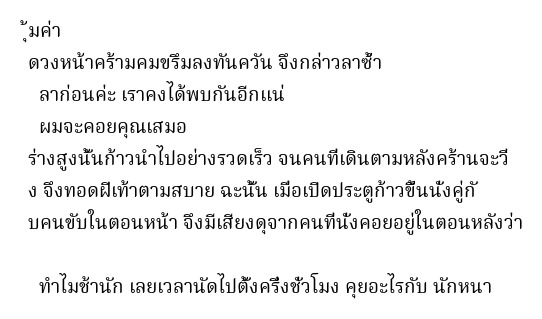 ุ้มค่า
ดวงหน้าคร้ามคมขรึมลงทันควัน จึงกล่าวลาซ้ำ
ลาก่อนค่ะ เราคงได้พบกันอีกแน่
ผมจะคอยคุณเสมอ
ร่างสูงนั้นก้าวนำไปอย่างรวดเร็ว จนคนที่เดินตามหลังคร้านจะวิ่
ง จึงทอดฝีเท้าตามสบาย ฉะนั้น เมื่อเปิดประตูก้าวขึ้นนั่งคู่กั
บคนขับในตอนหน้า จึงมีเสียงดุจากคนที่นั่งคอยอยู่ในตอนหลังว่า
ทำไมช้านัก เลยเวลานัดไปตั้งครึ่งชั่วโมง คุยอะไรกับ นักหนา